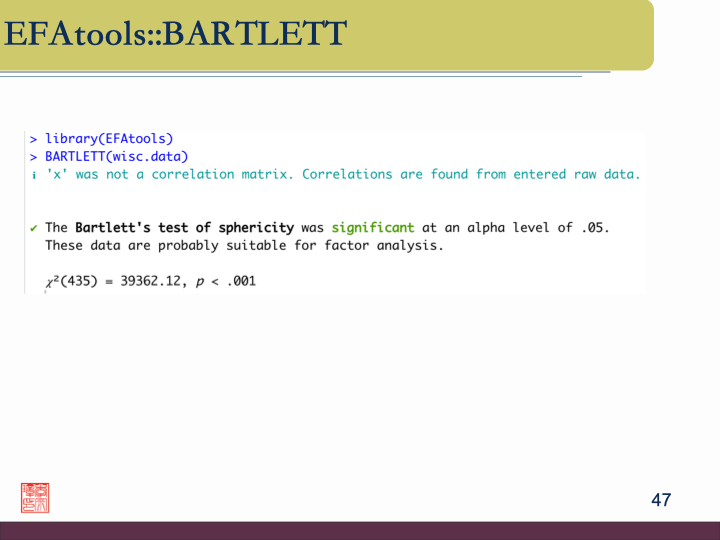 EFAtools::BARTLETT
> library(EFAtools)
> BARTLETT(wisc.data)
ℹ 'x' was not a correlation matrix. Correlations are found from entered raw data.
✔ The Bartlett's test of sphericity was significant at an alpha level of .05.
These data are probably suitable for factor analysis.
𝜒²(435) = 39362.12, p < .001
47